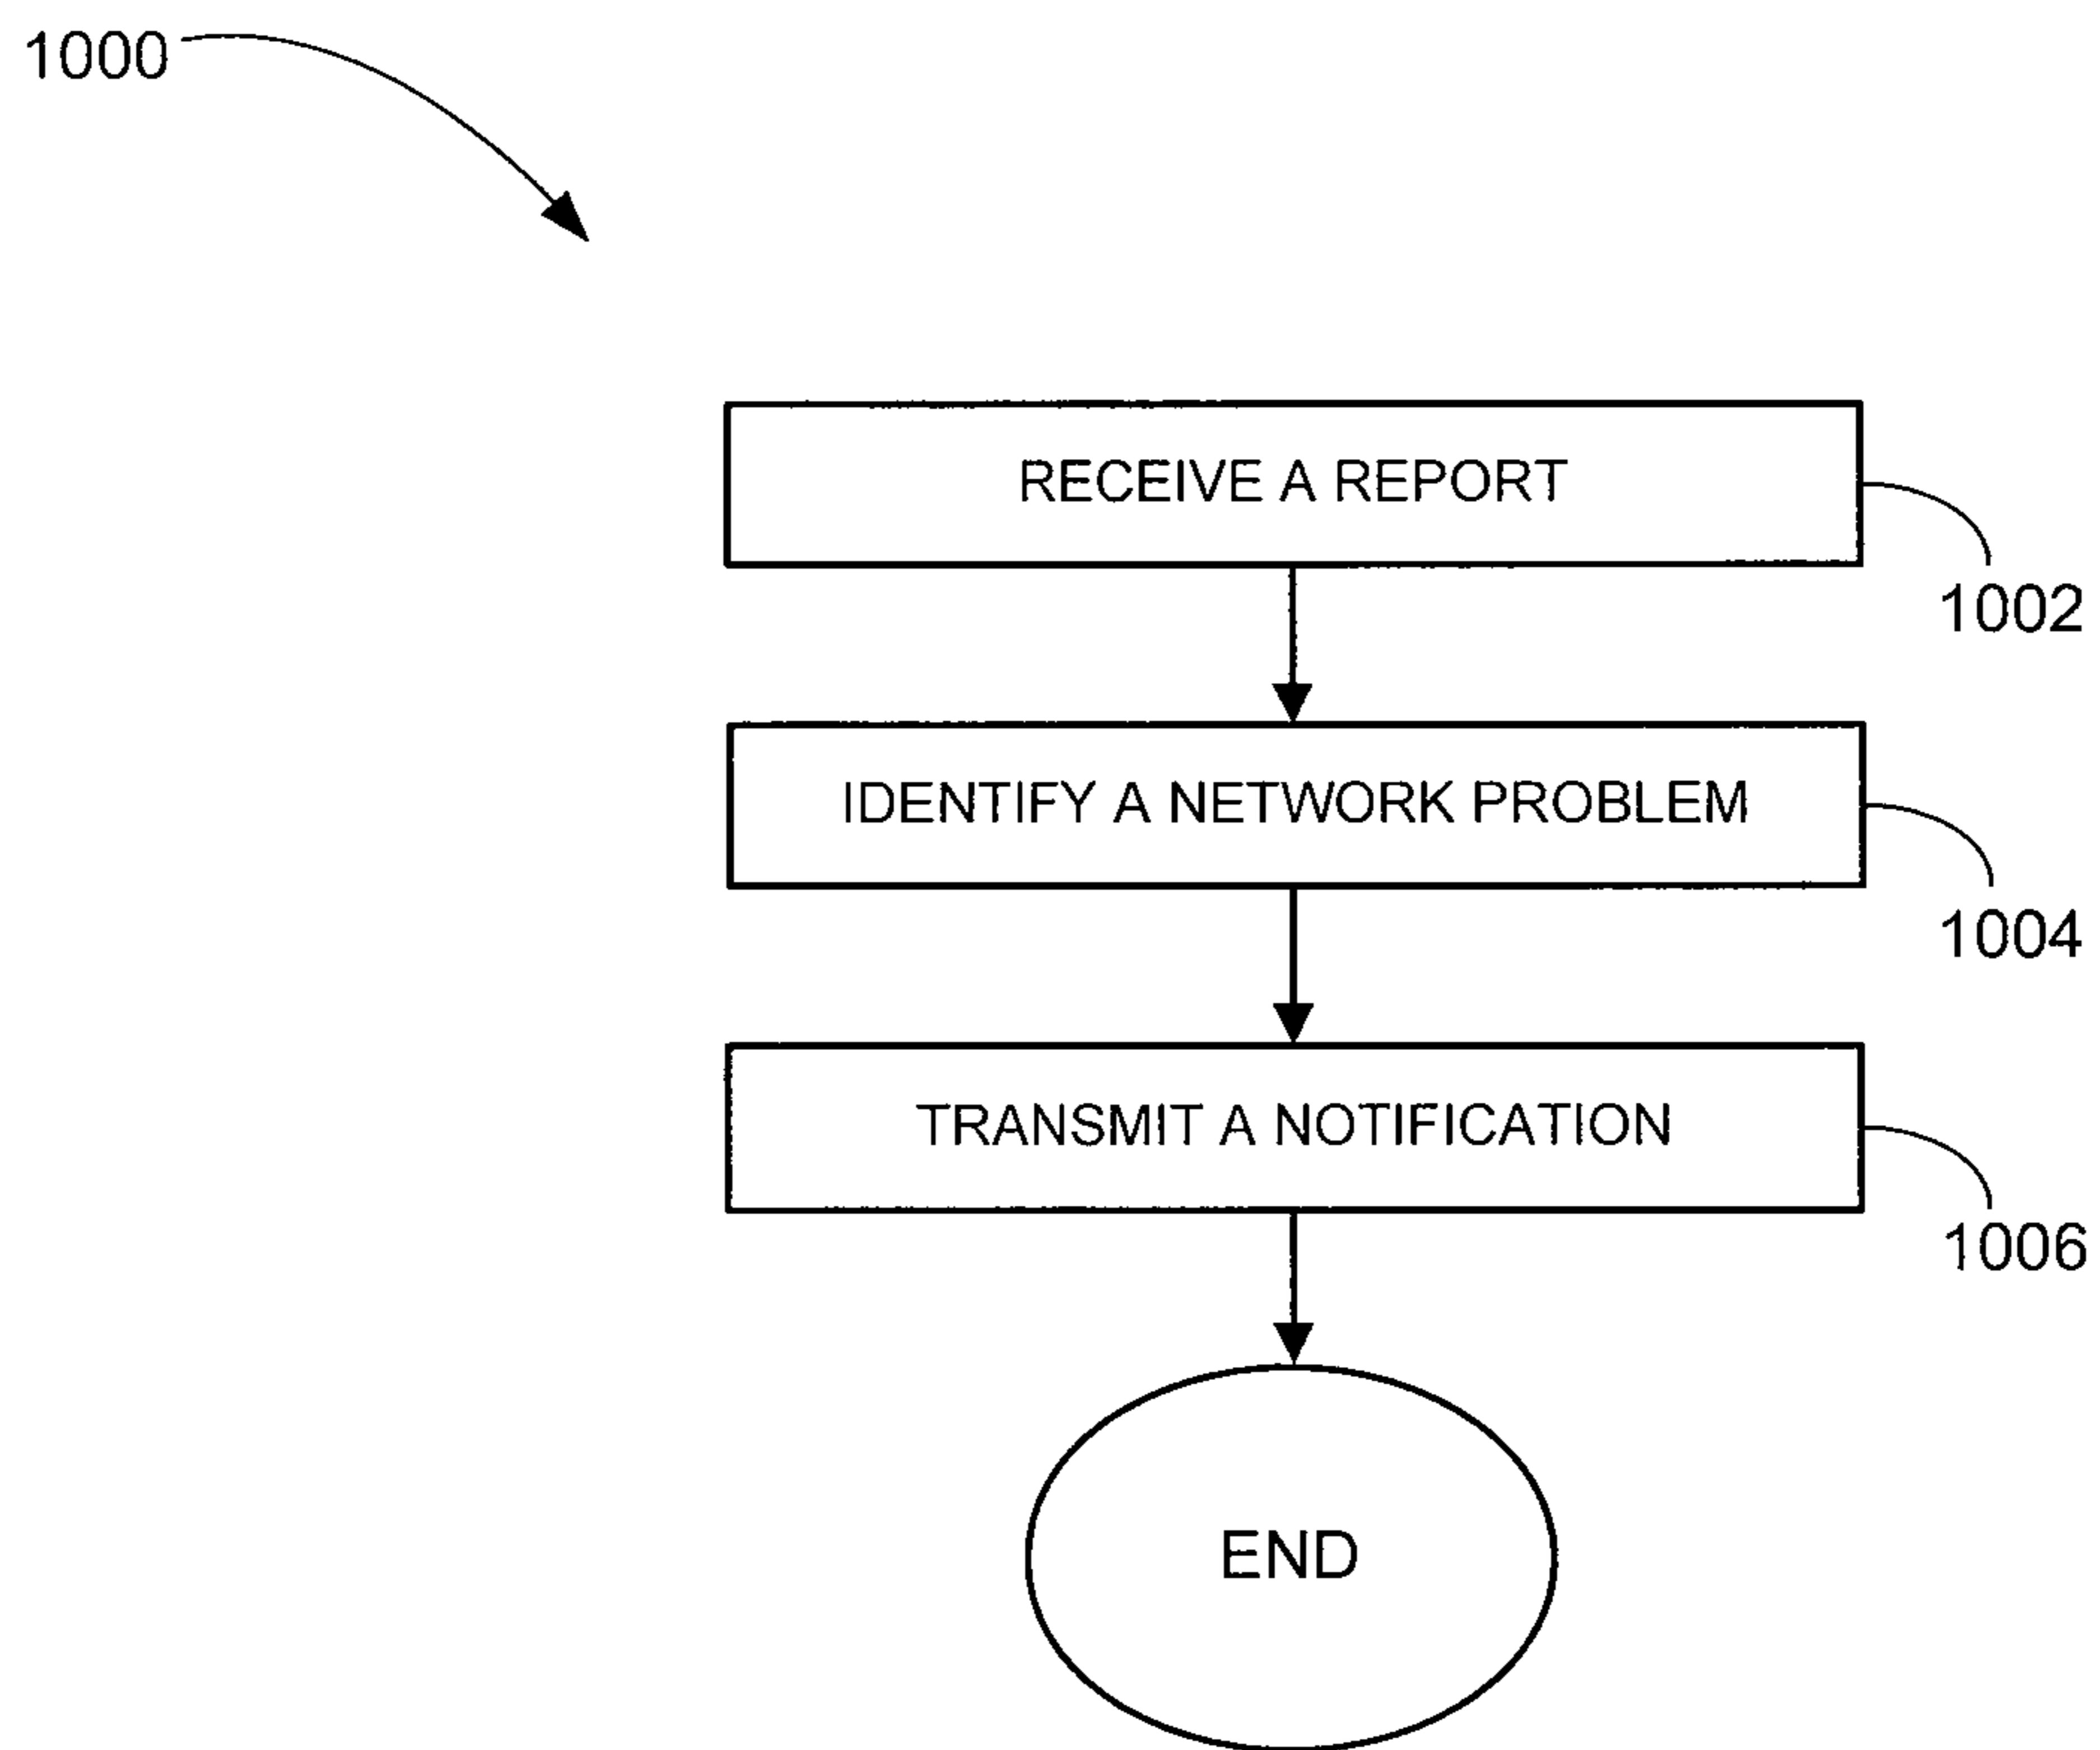 1000
RECEIVE A REPORT
1002
IDENTIFY A NETWORK PROBLEM
1004
TRANSMIT A NOTIFICATION
1006
END